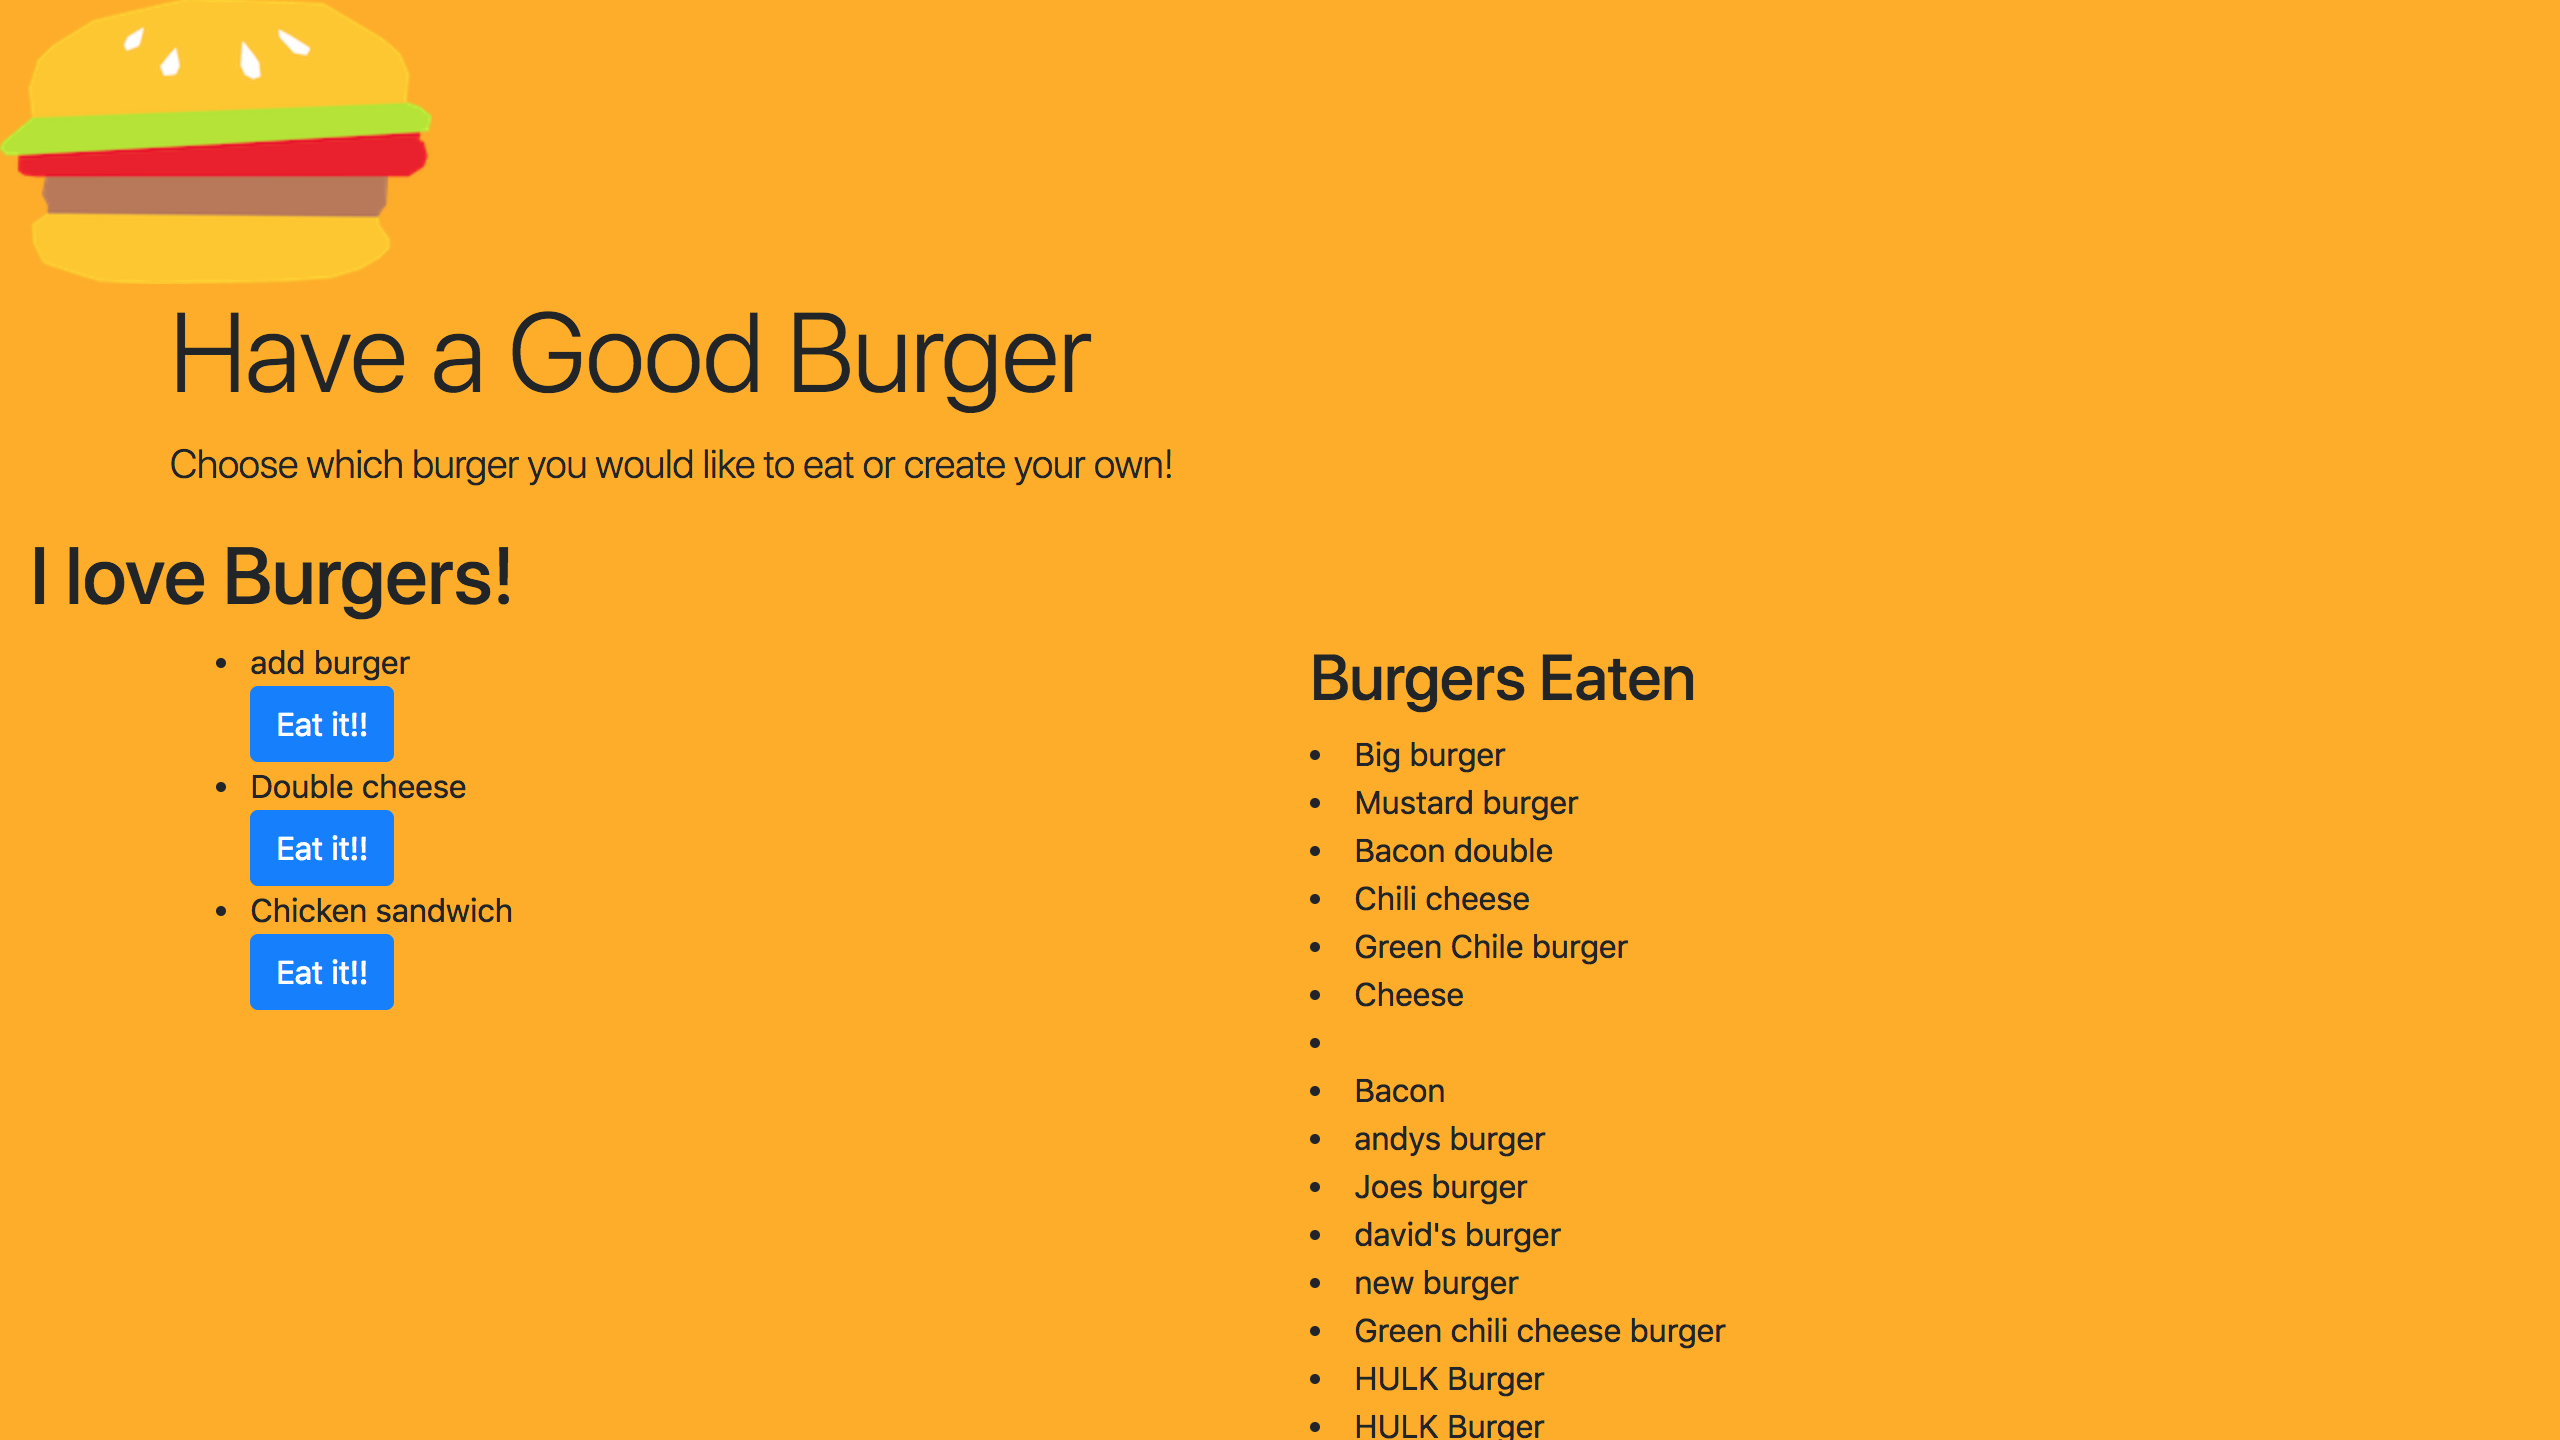 Have a Good Burger
Choose which burger you would like to eat or create your own!
I love Burgers!
add burger
Eat it!!
Double cheese
Eat it!!
Chicken sandwich
Eat it!!
Burgers Eaten
Big burger
Mustard burger
Bacon double
Chili cheese
Green Chile burger
Cheese
Bacon
andys burger
Joes burger
david's burger
new burger
Green chili cheese burger
HULK Burger
HULK Burger